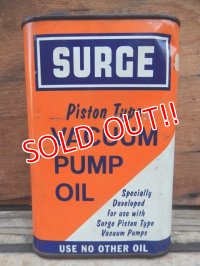 SURGE
Piston Type
VACUUM
PUMP
OIL
SOLD OUT!!
Specially
Developed
for use with
Surge Piston Type
Vacuum Pumps
USE NO OTHER OIL